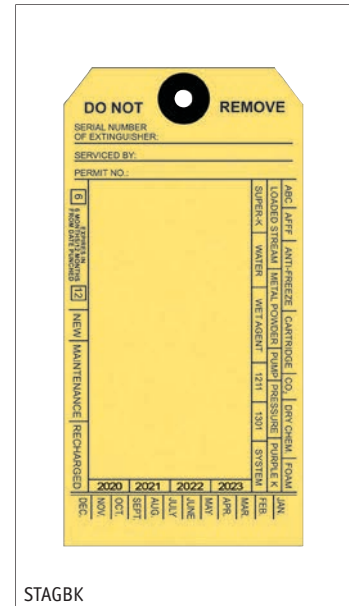 DO NOT REMOVE
SERIAL NUMBER
OF EXTINGUISHER:
SERVICED BY:
PERMIT NO.:
6
EXPIRES IN
6 MONTHS/12 MONTHS
FROM DATE PUNCHED
12
NEW MAINTENANCE RECHARGED
ABC AFFF ANTI-FREEZE CARTRIDGE CO₂ DRY CHEM. FOAM
LOADED STREAM METAL POWDER PUMP PRESSURE PURPLE K
SUPER-K WATER WET AGENT 1211 1301 SYSTEM
2020 2021 2022 2023
DEC. NOV. OCT. SEPT. AUG. JULY JUNE MAY APR. MAR. FEB. JAN.
STAGBK